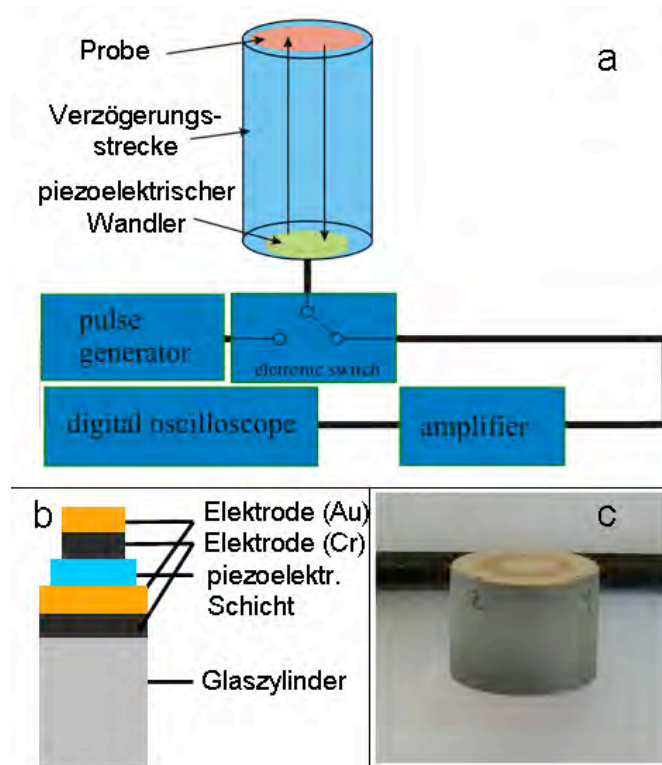 a
Probe
Verzögerungs-
strecke
piezoelektrischer
Wandler
pulse
generator
eletronic switch
digital oscilloscope
amplifier
b
Elektrode (Au)
Elektrode (Cr)
piezoelektr.
Schicht
Glaszylinder
c